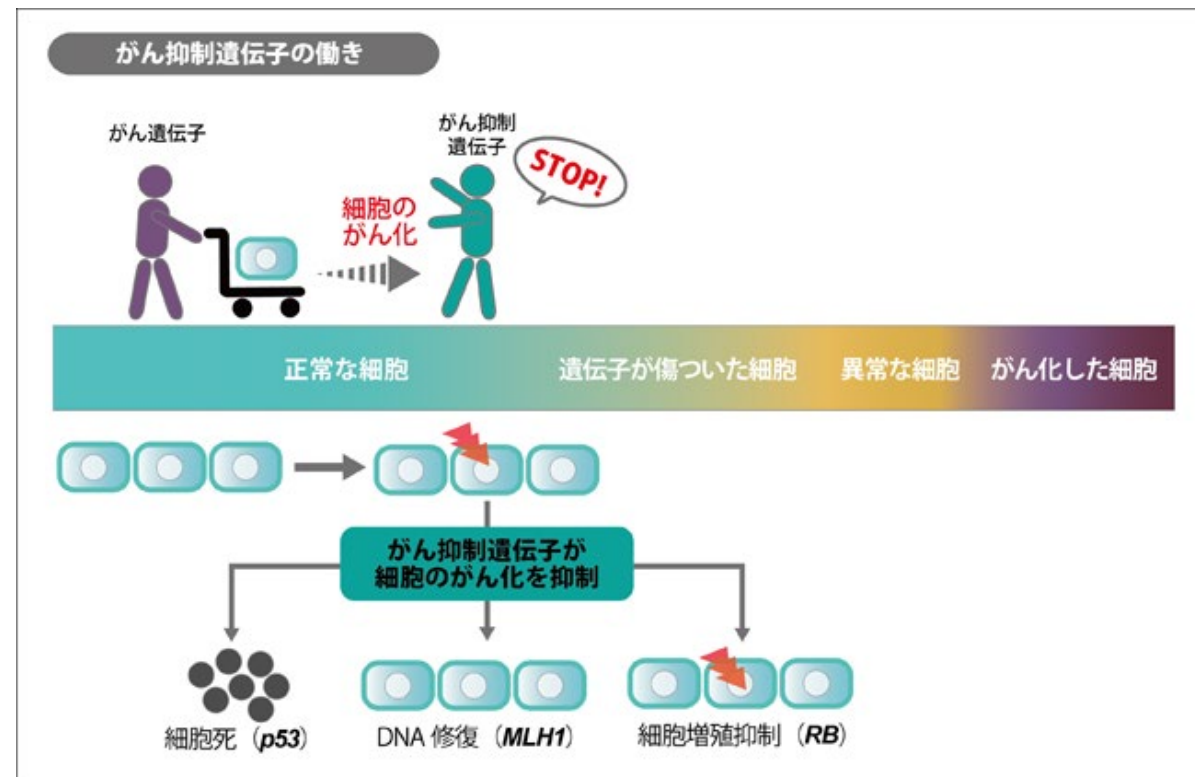 がん抑制遺伝子の働き
がん遺伝子
がん抑制
遺伝子
STOP!
細胞の
がん化
正常な細胞
遺伝子が傷ついた細胞
異常な細胞
がん化した細胞
がん抑制遺伝子が
細胞のがん化を抑制
細胞死（p53）
DNA 修復（MLH1）
細胞増殖抑制（RB）